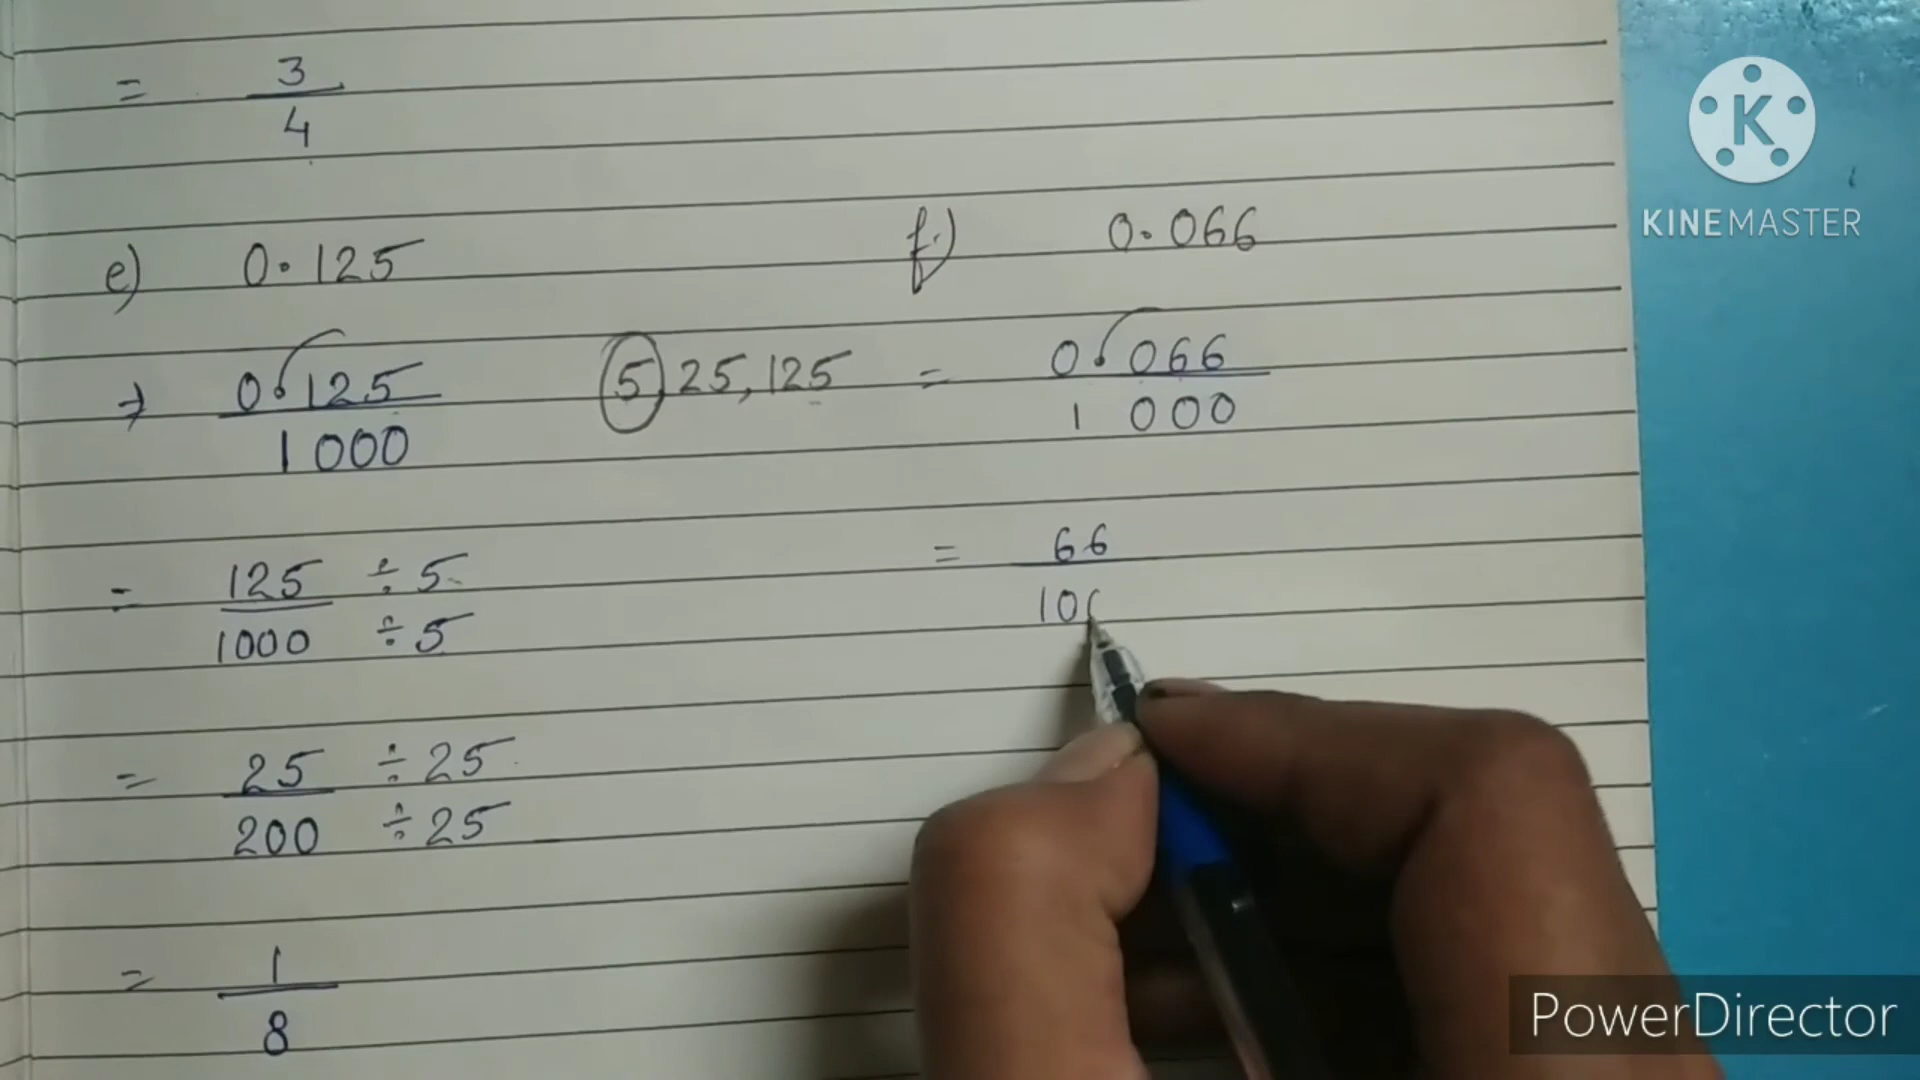 = 3
4
e) 0.125
→ 0.125 5, 25, 125
1000
= 125 ÷ 5
1000 ÷ 5
= 25 ÷ 25
200 ÷ 25
= 1
8
f.) 0.066
= 0.066
1 000
= 66
10
K
KINEMASTER
PowerDirector